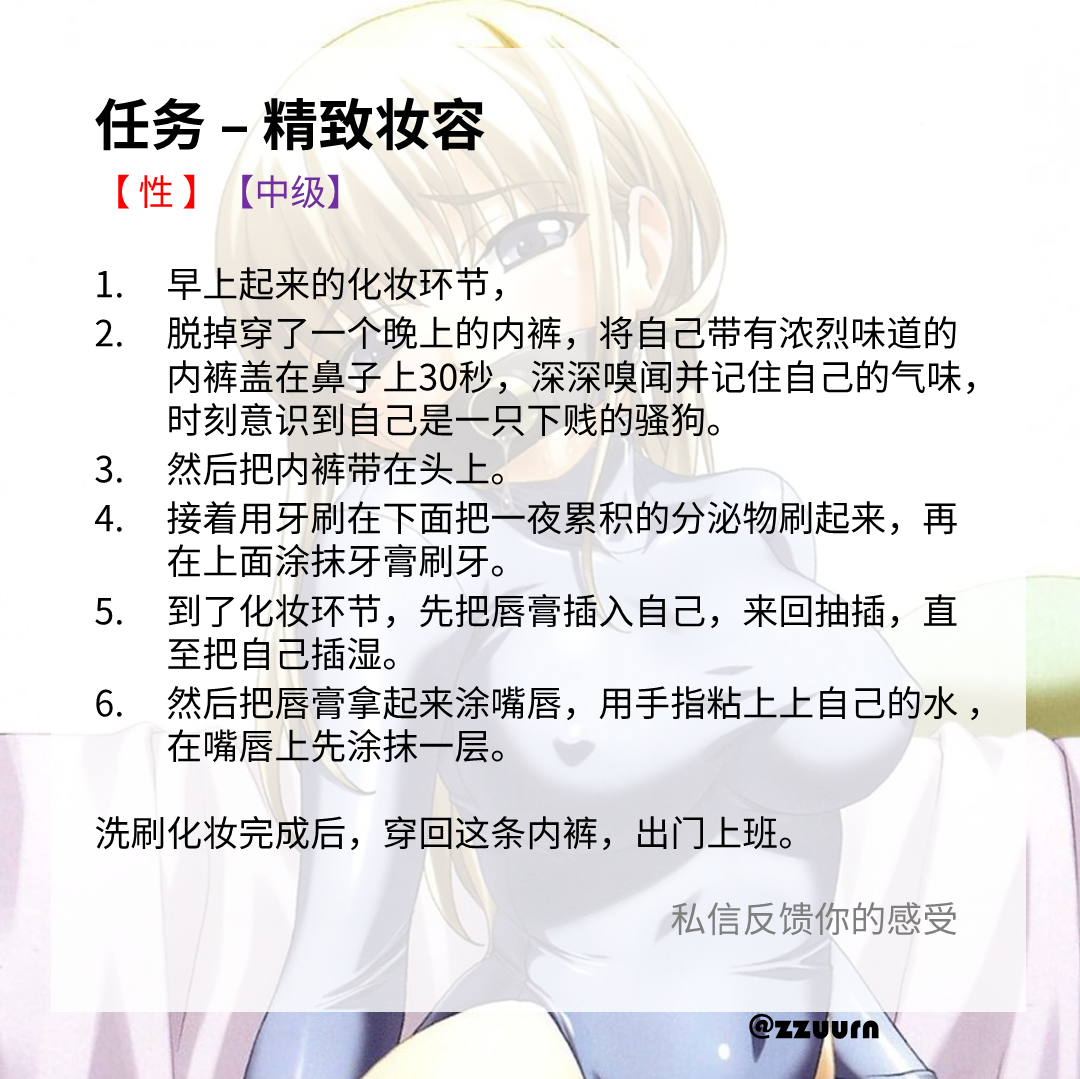 任务 – 精致妆容
【 性 】 【中级】
1. 早上起来的化妆环节，
2. 脱掉穿了一个晚上的内裤，将自己带有浓烈味道的
内裤盖在鼻子上30秒，深深嗅闻并记住自己的气味，
时刻意识到自己是一只下贱的骚狗。
3. 然后把内裤带在头上。
4. 接着用牙刷在下面把一夜累积的分泌物刷起来，再
在上面涂抹牙膏刷牙。
5. 到了化妆环节，先把唇膏插入自己，来回抽插，直
至把自己插湿。
6. 然后把唇膏拿起来涂嘴唇，用手指粘上上自己的水 ，
在嘴唇上先涂抹一层。
洗刷化妆完成后，穿回这条内裤，出门上班。
私信反馈你的感受
@zzuurn